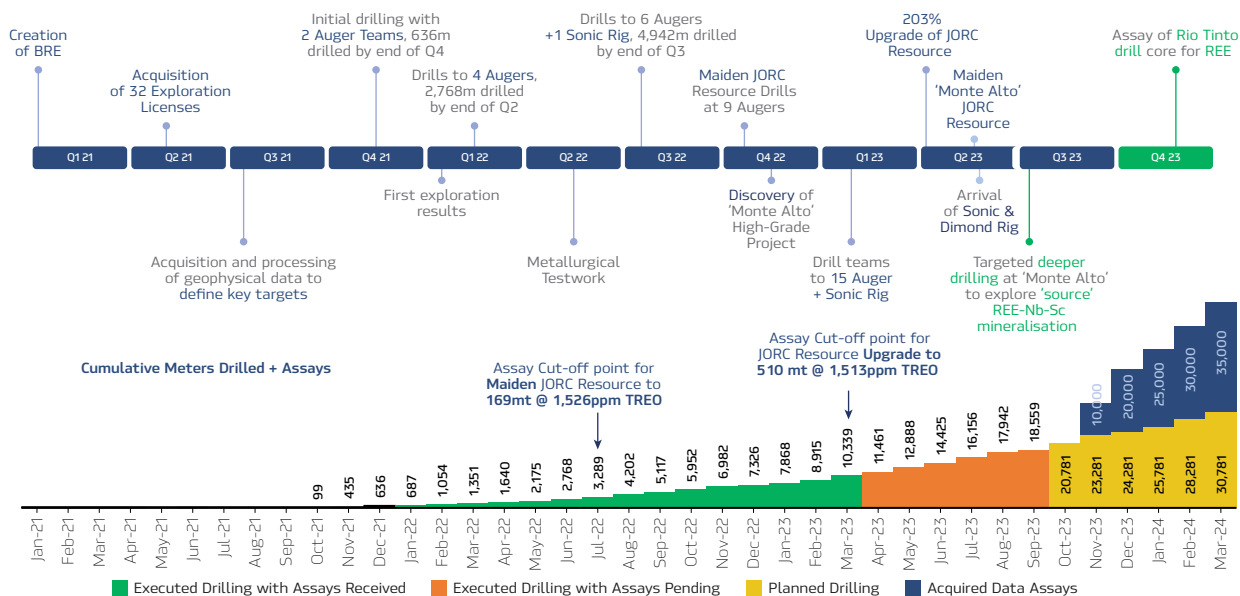 Creation
of BRE
Acquisition
of 32 Exploration
Licenses
Initial drilling with
2 Auger Teams, 636m
drilled by end of Q4
Drills to 4 Augers,
2,768m drilled
by end of Q2
Drills to 6 Augers
+1 Sonic Rig, 4,942m drilled
by end of Q3
Maiden JORC
Resource Drills
at 9 Augers
203%
Upgrade of JORC
Resource
Maiden
'Monte Alto'
JORC
Resource
Assay of Rio Tinto
drill core for REE
Q1 21
Q2 21
Q3 21
Q4 21
Q1 22
Q2 22
Q3 22
Q4 22
Q1 23
Q2 23
Q3 23
Q4 23
Acquisition and processing
of geophysical data to
define key targets
First exploration
results
Metallurgical
Testwork
Discovery of
'Monte Alto'
High-Grade
Project
Drill teams
to 15 Auger
+ Sonic Rig
Arrival
of Sonic &
Dimond Rig
Targeted deeper
drilling at 'Monte Alto'
to explore 'source'
REE-Nb-Sc
mineralisation
Cumulative Meters Drilled + Assays
Assay Cut-off point for
Maiden JORC Resource to
169mt @ 1,526ppm TREO
Assay Cut-off point for
JORC Resource Upgrade to
510 mt @ 1,513ppm TREO
99
435
636
687
1,054
1,351
1,640
2,175
2,768
3,289
4,202
5,117
5,952
6,982
7,326
7,868
8,915
10,339
11,461
12,888
14,425
16,156
17,942
18,559
20,781
23,281
24,281
25,781
28,281
30,781
10,000
20,000
25,000
30,000
35,000
Jan-21
Feb-21
Mar-21
Apr-21
May-21
Jun-21
Jul-21
Aug-21
Sep-21
Oct-21
Nov-21
Dec-21
Jan-22
Feb-22
Mar-22
Apr-22
May-22
Jun-22
Jul-22
Aug-22
Sep-22
Oct-22
Nov-22
Dec-22
Jan-23
Feb-23
Mar-23
Apr-23
May-23
Jun-23
Jul-23
Aug-23
Sep-23
Oct-23
Nov-23
Dec-23
Jan-24
Feb-24
Mar-24
Executed Drilling with Assays Received
Executed Drilling with Assays Pending
Planned Drilling
Acquired Data Assays